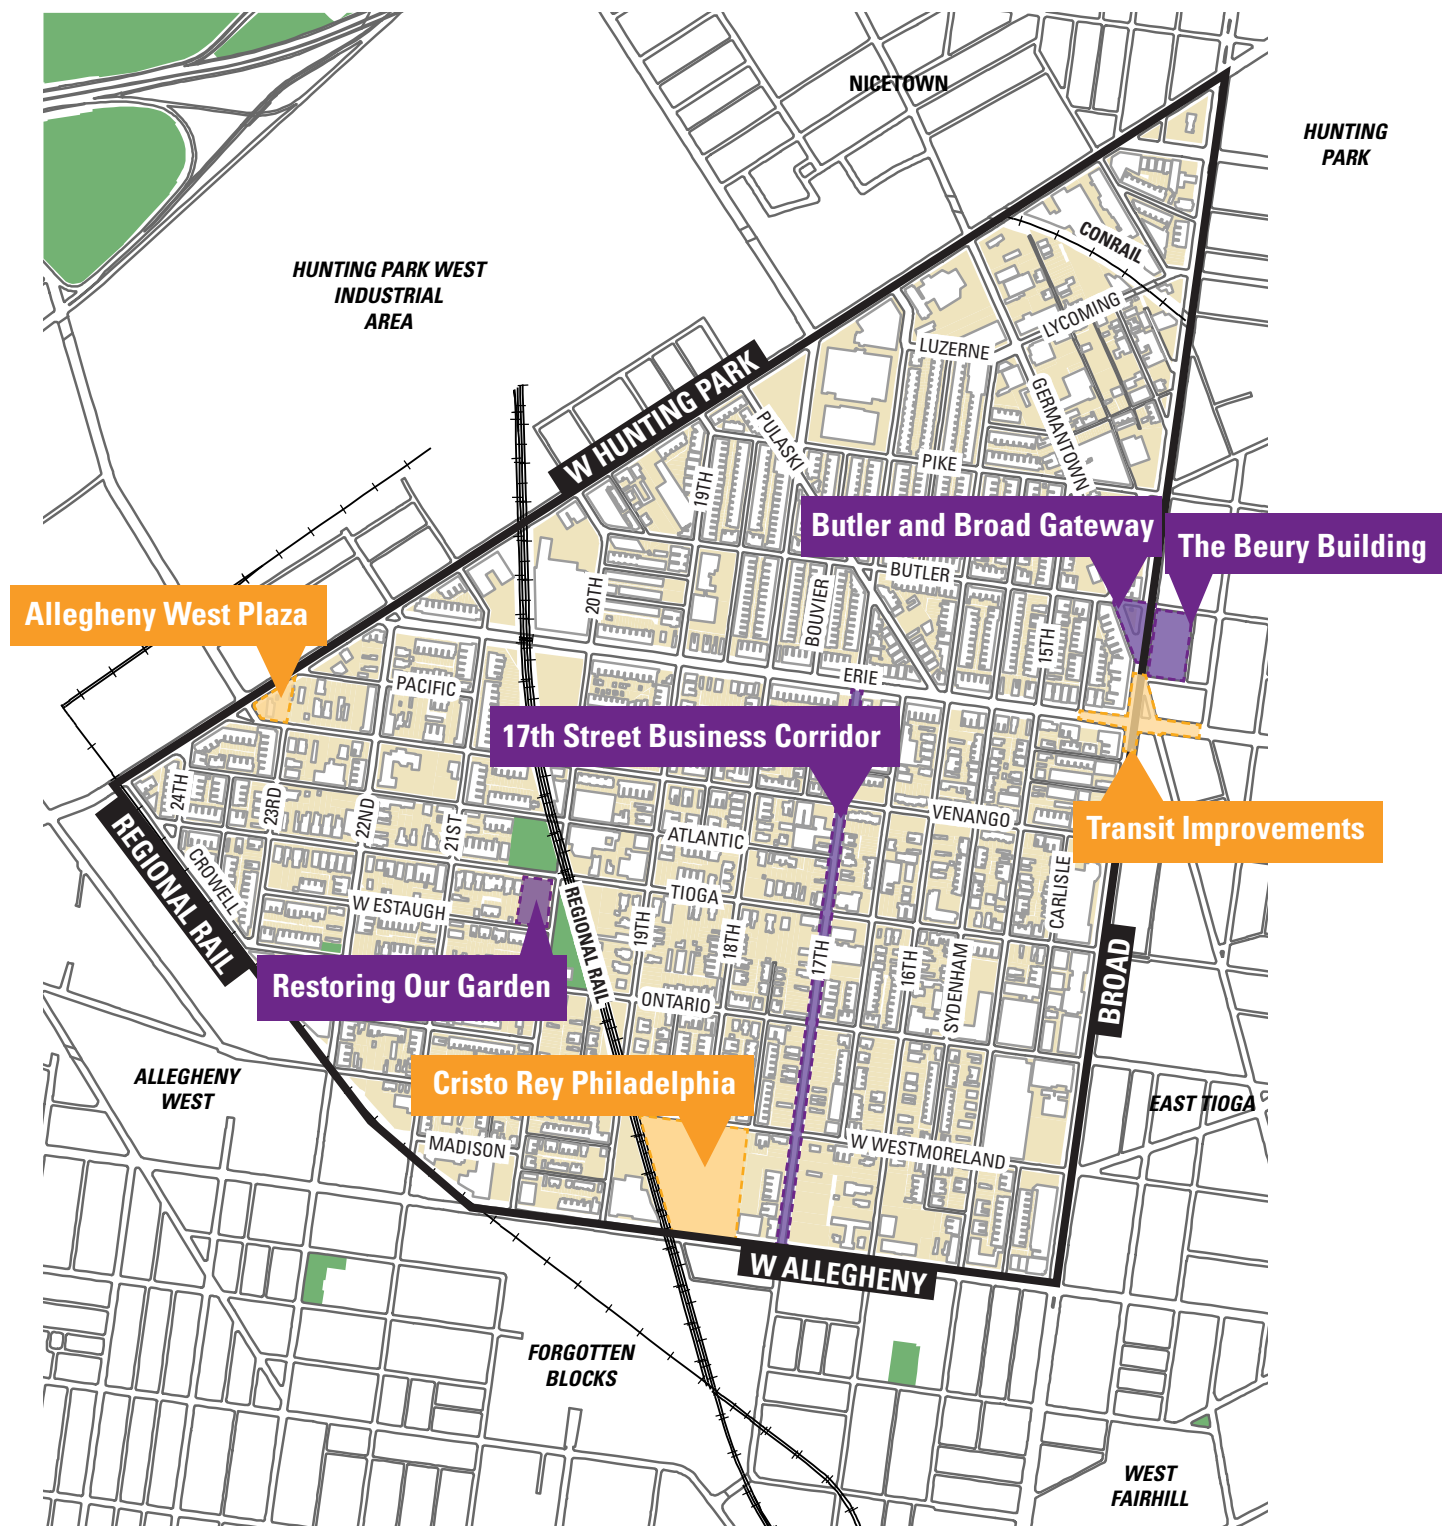 NICETOWN
HUNTING
PARK
CONRAIL
HUNTING PARK WEST
INDUSTRIAL
AREA
LYCOMING
LUZERNE
W HUNTING PARK
GERMANTOWN
PULASKI
PIKE
19TH
Butler and Broad Gateway
The Beury Building
BUTLER
20TH
BOUVIER
Allegheny West Plaza
15TH
ERIE
PACIFIC
17th Street Business Corridor
24TH
23RD
22ND
21ST
VENANGO
Transit Improvements
ATLANTIC
REGIONAL RAIL
CROWELL
TIOGA
CARLISLE
W ESTAUGH
REGIONAL RAIL
19TH
18TH
17TH
16TH
SYDENHAM
BROAD
Restoring Our Garden
ONTARIO
ALLEGHENY
WEST
Cristo Rey Philadelphia
EAST TIOGA
MADISON
W WESTMORELAND
W ALLEGHENY
FORGOTTEN
BLOCKS
WEST
FAIRHILL